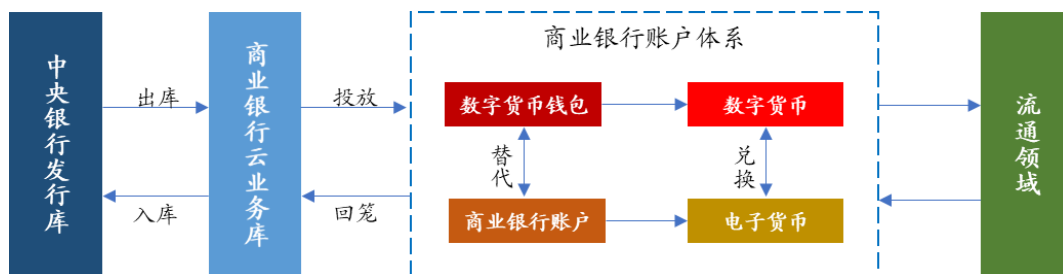 中央银行发行库
出库
入库
商业银行云业务库
投放
回笼
商业银行账户体系
数字货币钱包
数字货币
替代
兑换
商业银行账户
电子货币
流通领域